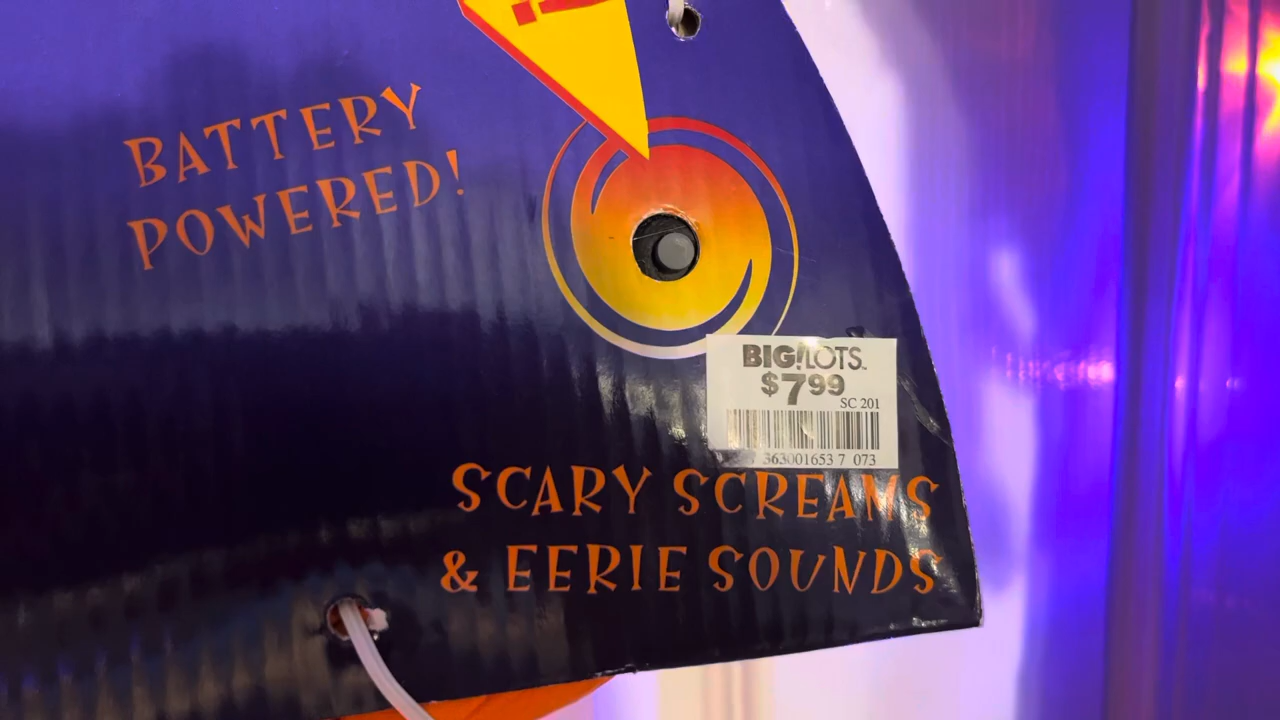 BATTERY
POWERED!
BIG!LOTS
$7.99
SC 201
363001653 7 073
SCARY SCREAMS
& EERIE SOUNDS